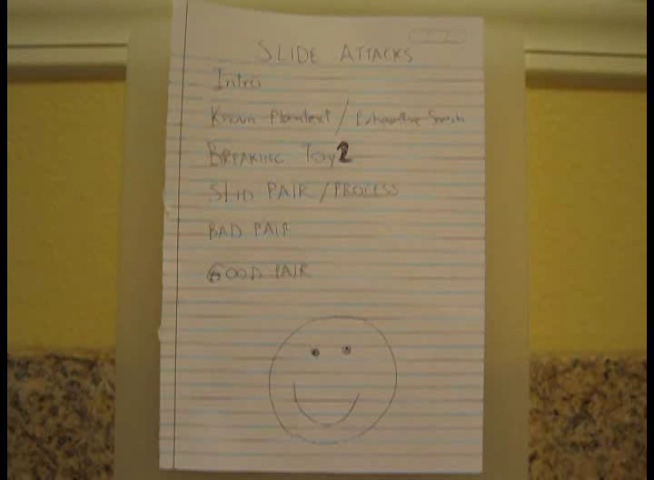 SLIDE ATTACKS
Intro
Known Plaintext / Exhaustive Search
BREAKING Toy2
SLID PAIR / PROCESS
BAD PAIR
GOOD PAIR